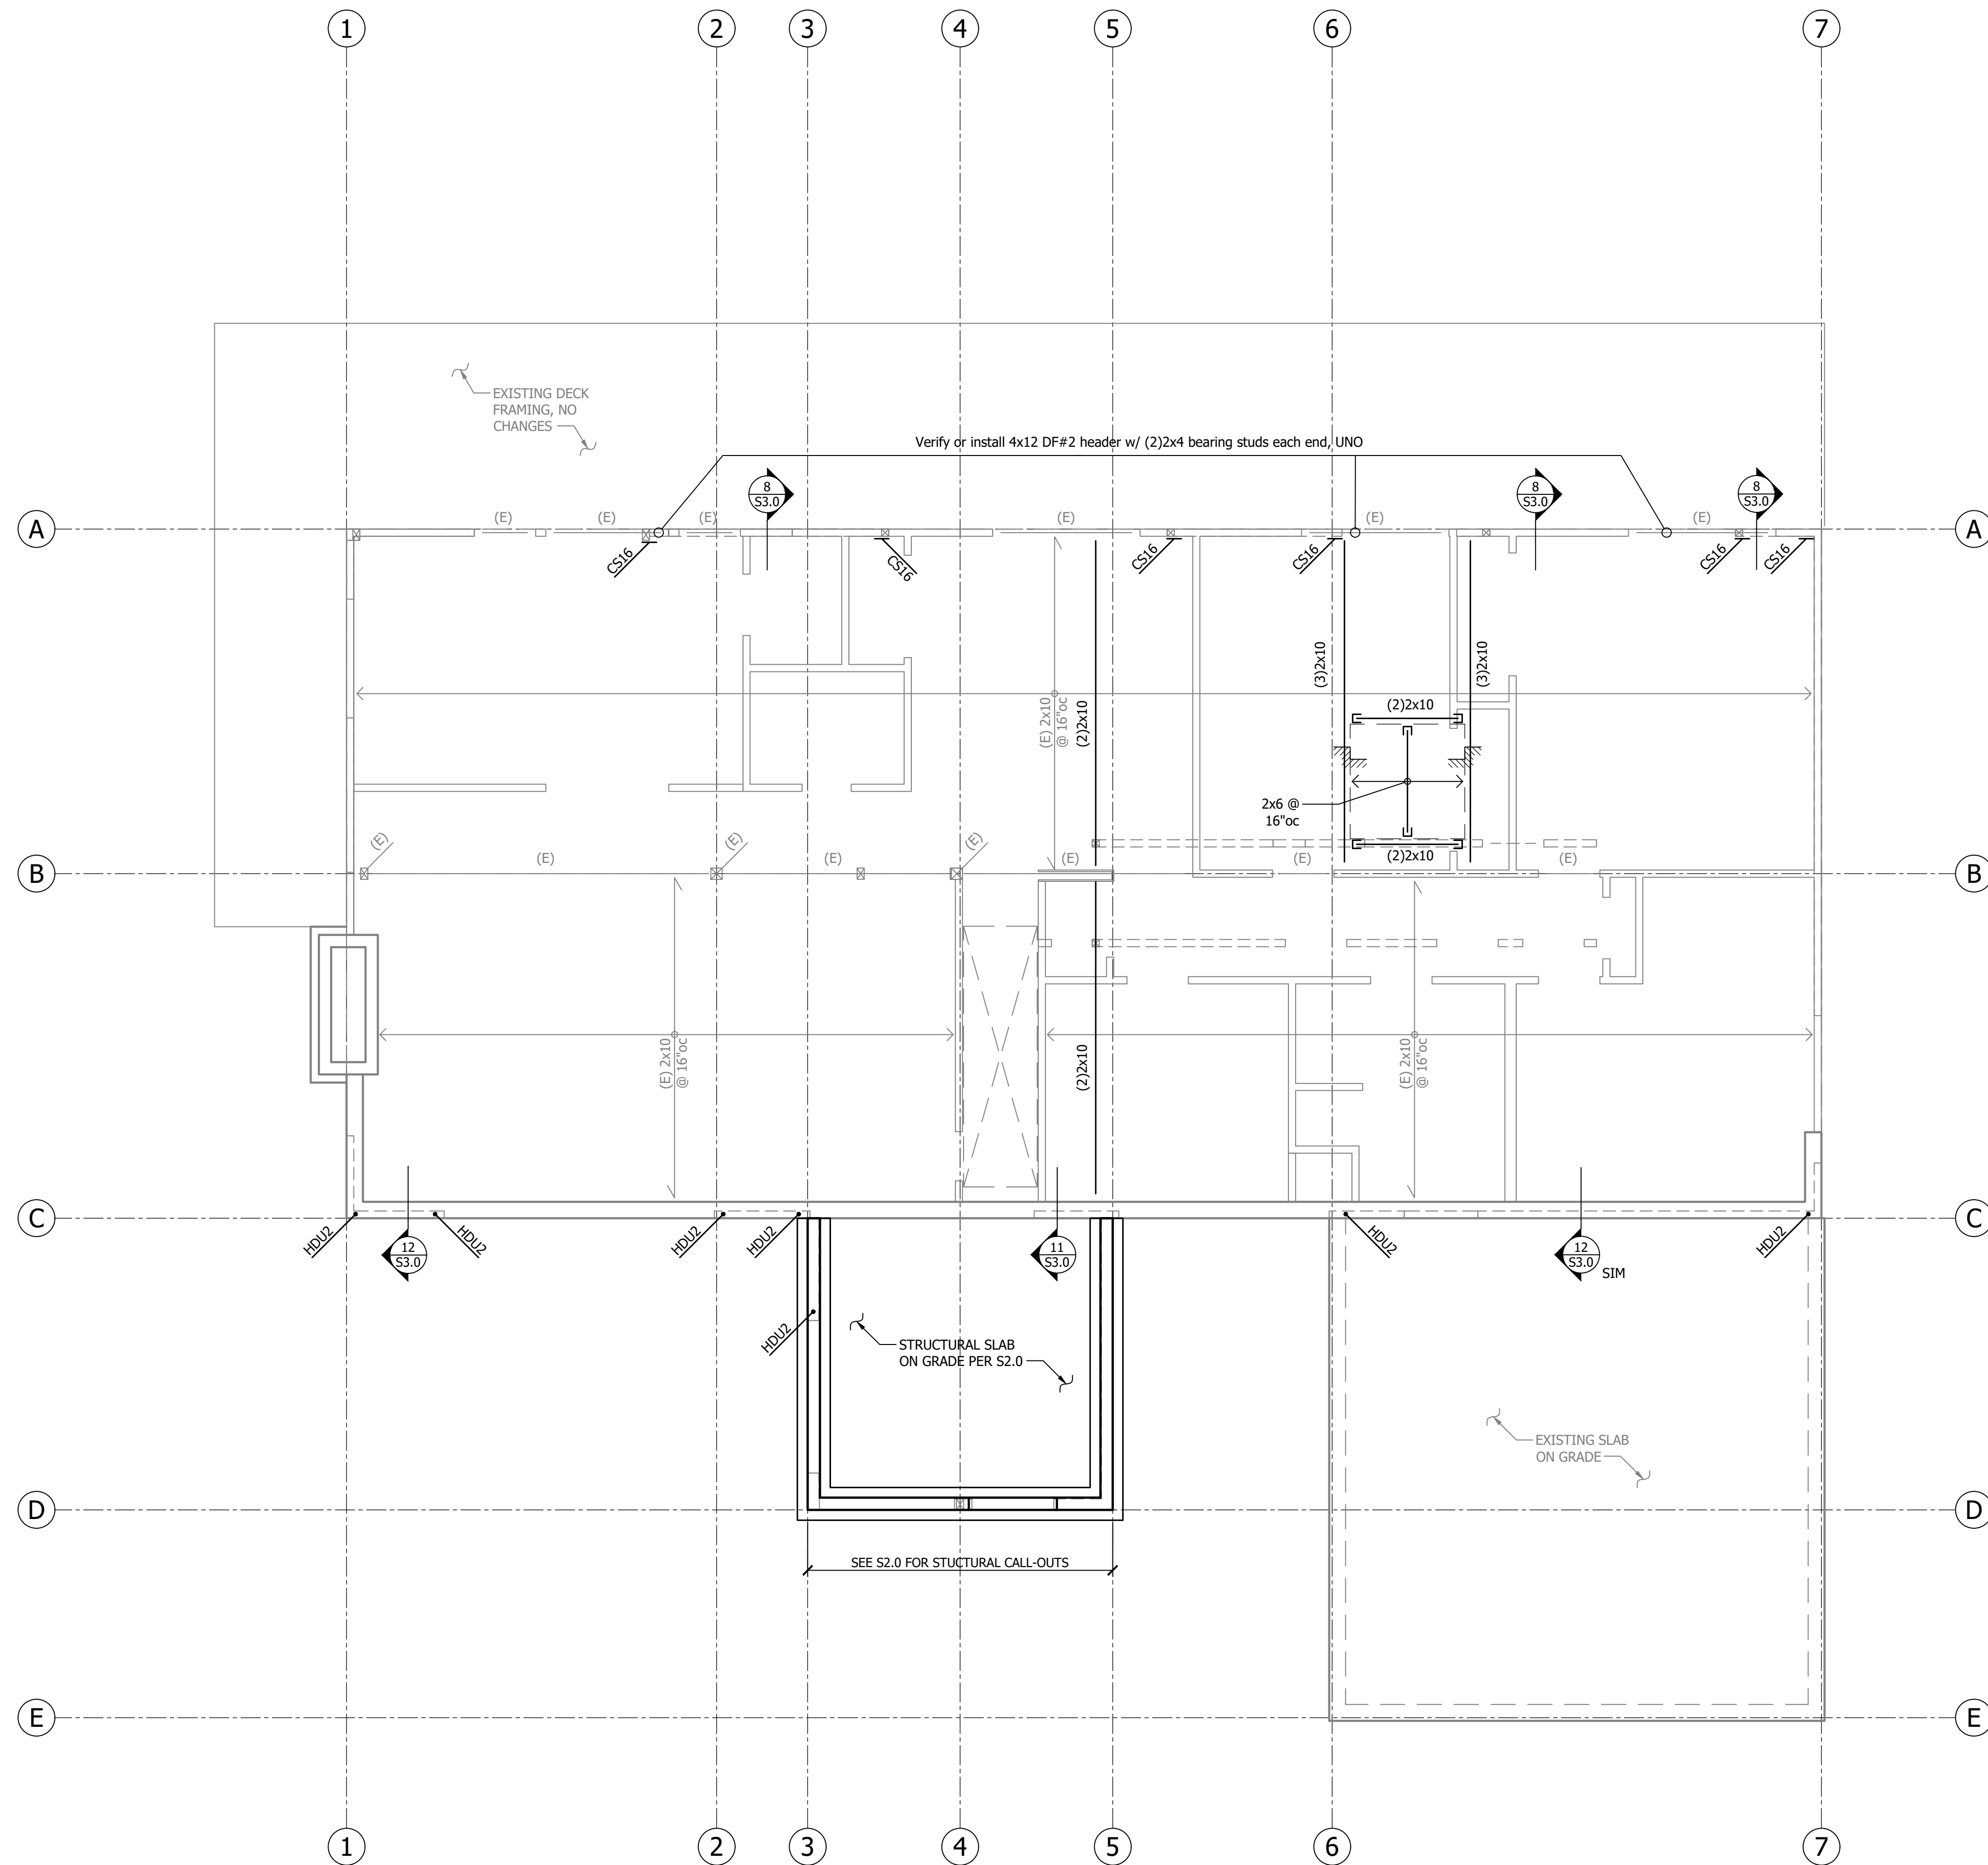 1
2
3
4
5
6
7
EXISTING DECK
FRAMING, NO
CHANGES
Verify or install 4x12 DF#2 header w/ (2)2x4 bearing studs each end, UNO
8
S3.0
8
S3.0
8
S3.0
(E)
(E)
(E)
(E)
(E)
(E)
A
A
CS16
CS16
CS16
CS16
CS16
CS16
(3)2x10
(3)2x10
(E) 2x10
@ 16"oc
(2)2x10
(2)2x10
2x6 @
16"oc
(2)2x10
(E)
(E)
(E)
(E)
(E)
(E)
(E)
(E)
B
B
(E) 2x10
@ 16"oc
(2)2x10
(E) 2x10
@ 16"oc
C
C
HDU2
HDU2
HDU2
HDU2
HDU2
HDU2
12
S3.0
11
S3.0
12
S3.0
SIM
HDU2
STRUCTURAL SLAB
ON GRADE PER S2.0
EXISTING SLAB
ON GRADE
D
D
SEE S2.0 FOR STUCTURAL CALL-OUTS
E
E
1
2
3
4
5
6
7